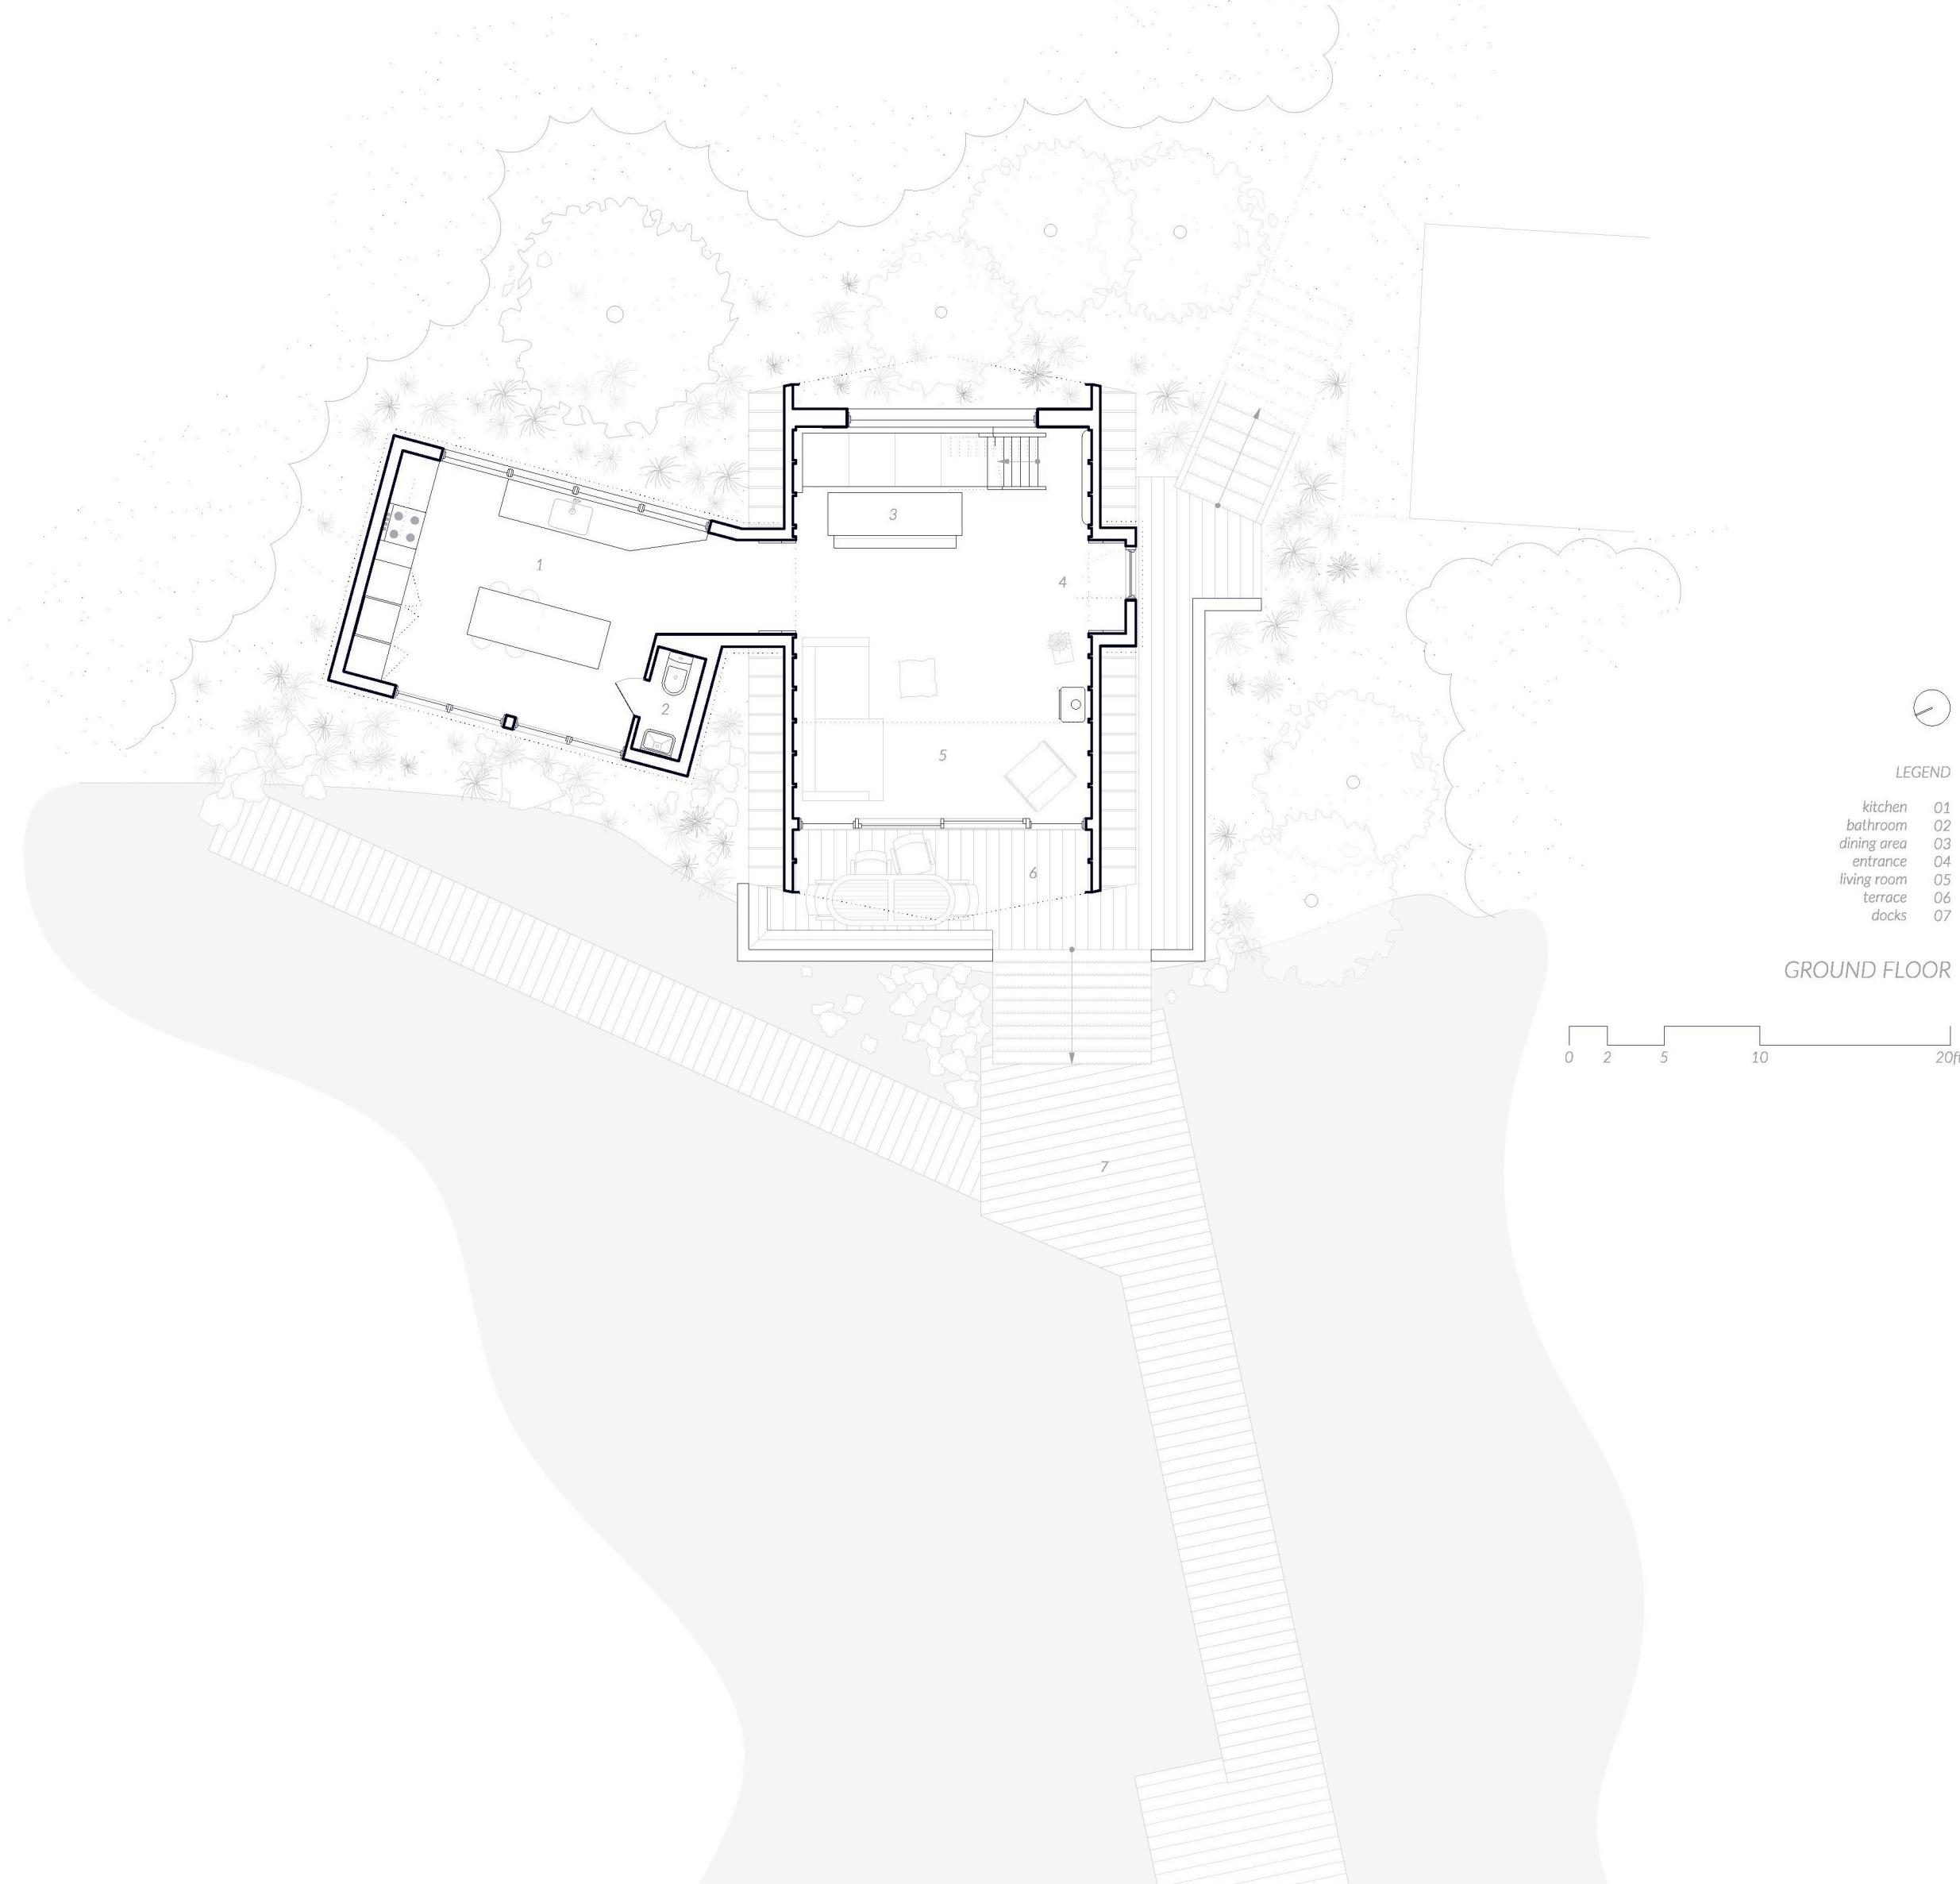 3
1
4
2
5
6
7
LEGEND
kitchen 01
bathroom 02
dining area 03
entrance 04
living room 05
terrace 06
docks 07
GROUND FLOOR
0 2 5 10 20ft